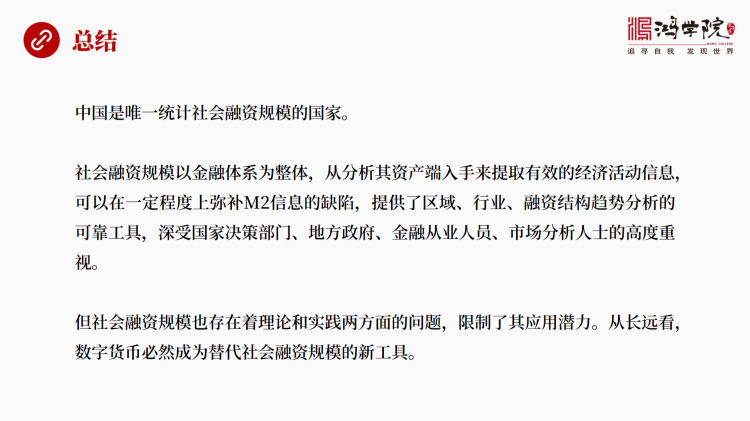 总结
鸿学院
HONG COLLEGE
追寻自我 发现世界
中国是唯一统计社会融资规模的国家。
社会融资规模以金融体系为整体，从分析其资产端入手来提取有效的经济活动信息，
可以在一定程度上弥补M2信息的缺陷，提供了区域、行业、融资结构趋势分析的
可靠工具，深受国家决策部门、地方政府、金融从业人员、市场分析人士的高度重
视。
但社会融资规模也存在着理论和实践两方面的问题，限制了其应用潜力。从长远看，
数字货币必然成为替代社会融资规模的新工具。